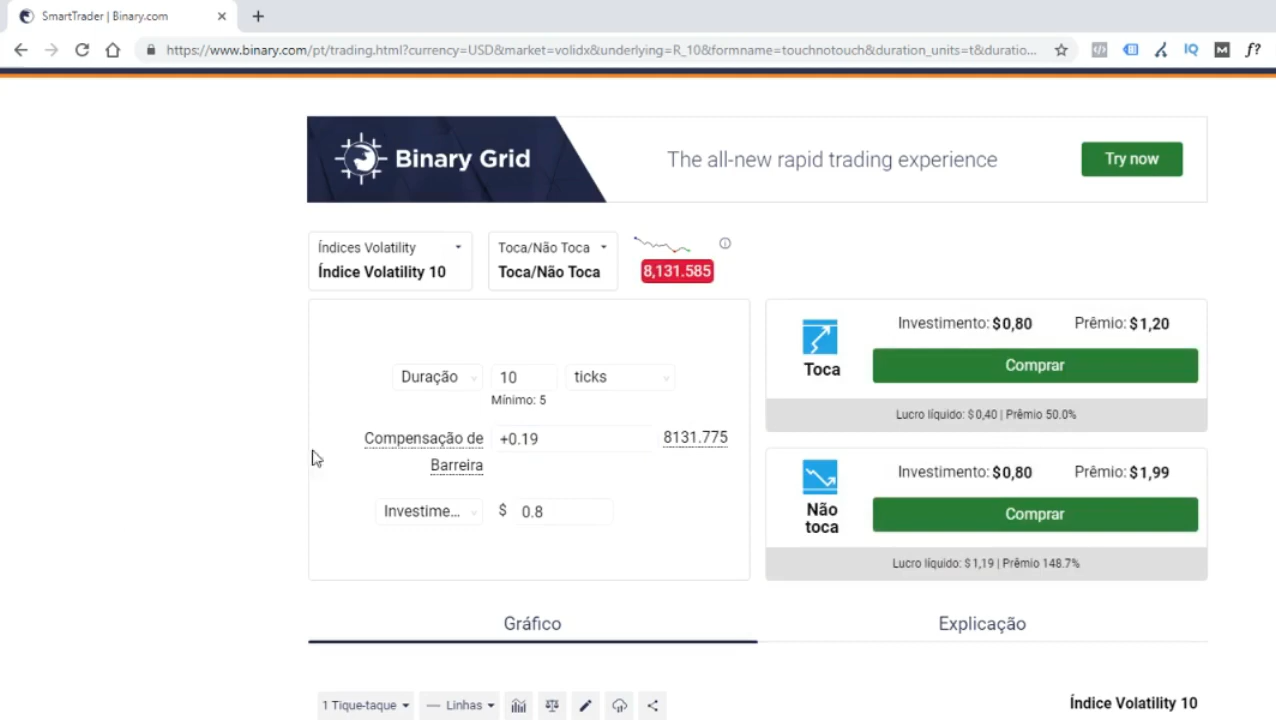 SmartTrader | Binary.com
https://www.binary.com/pt/trading.html?currency=USD&market=volidx&underlying=R_10&formname=touchnotouch&duration_units=t&duratio...
IQ
M
f?
Binary Grid
The all-new rapid trading experience
Try now
Índices Volatility
Índice Volatility 10
Toca/Não Toca
Toca/Não Toca
8,131.585
Duração
10
ticks
Mínimo: 5
Compensação de
Barreira
+0.19
8131.775
Investime...
$
0.8
Toca
Investimento: $0,80
Prêmio: $1,20
Comprar
Lucro líquido: $0,40 | Prêmio 50.0%
Não
toca
Investimento: $0,80
Prêmio: $1,99
Comprar
Lucro líquido: $1,19 | Prêmio 148.7%
Gráfico
Explicação
1 Tique-taque
Linhas
Índice Volatility 10